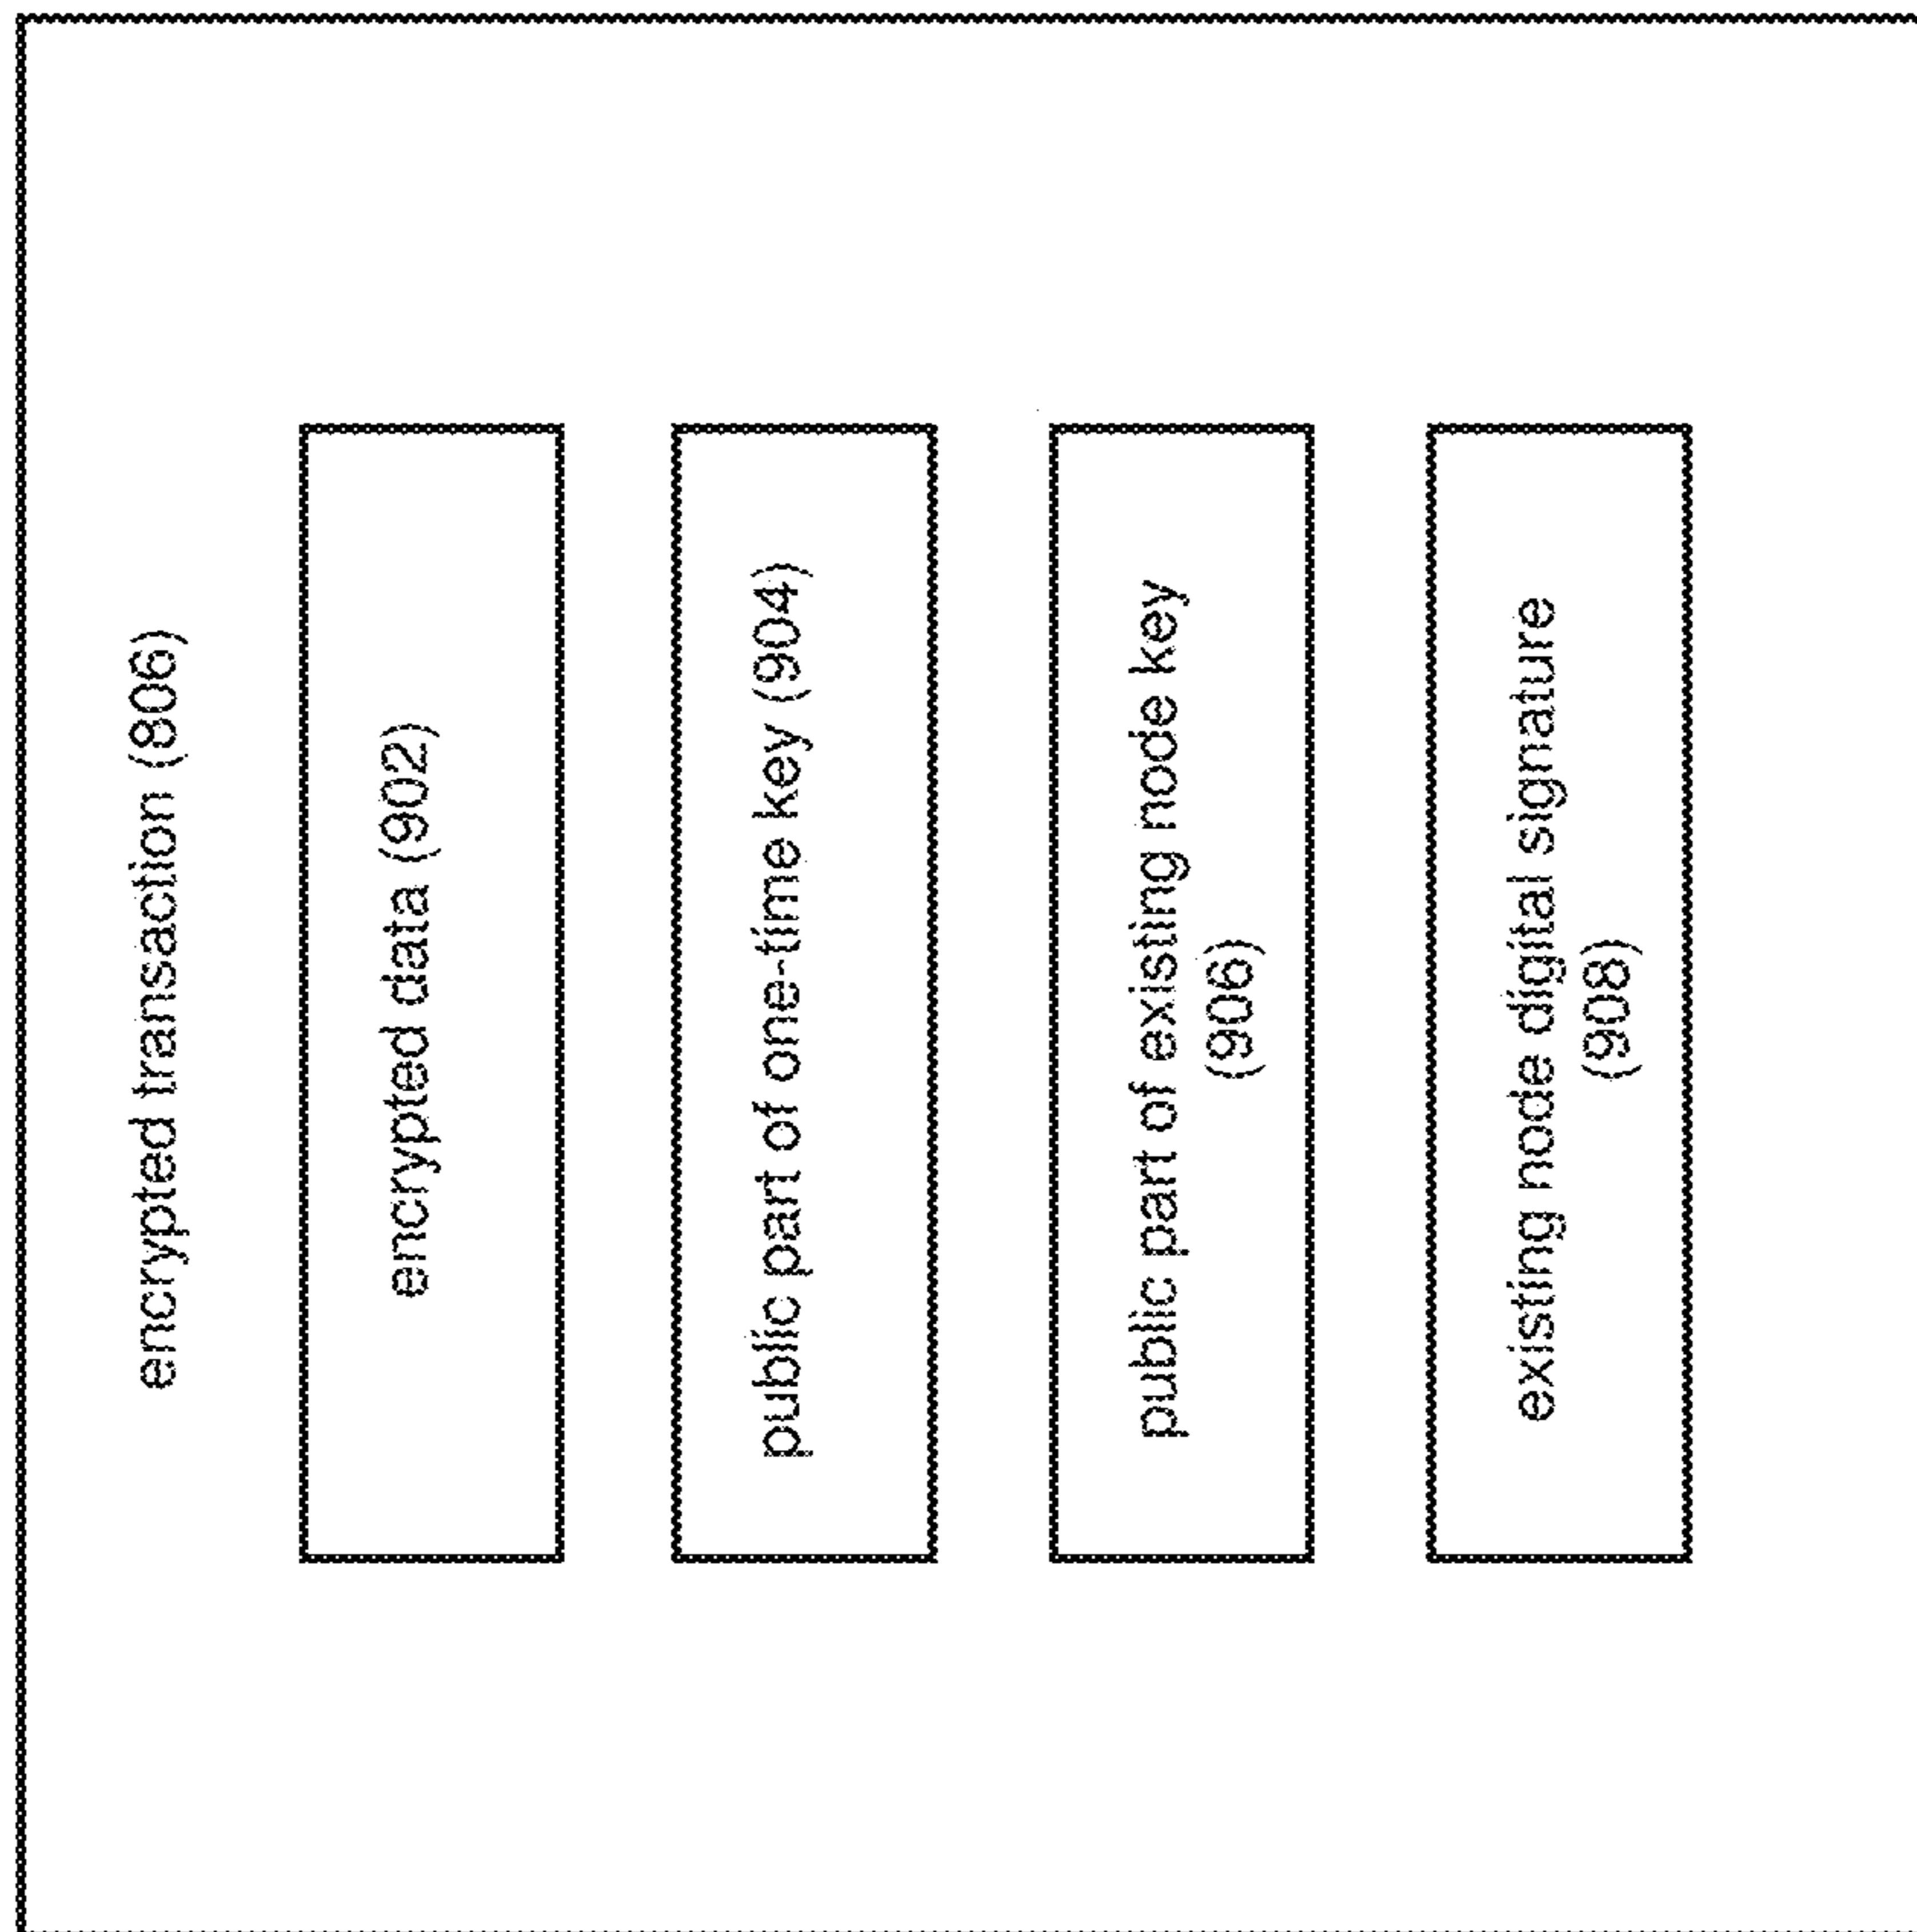 encrypted transaction (806)
encrypted data (902)
public part of one-time key (904)
public part of existing node key
(906)
existing node digital signature
(908)